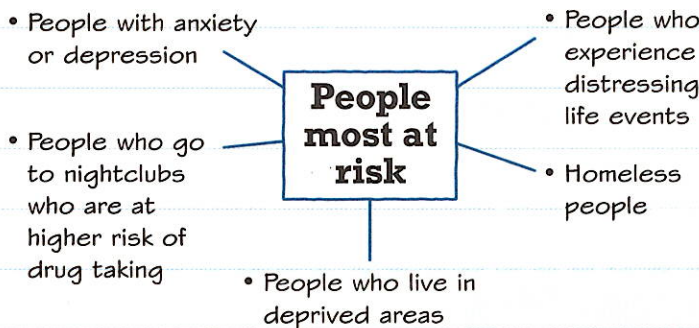 • People with anxiety
or depression
• People who go
to nightclubs
who are at
higher risk of
drug taking
People
most at
risk
• People who
experience
distressing
life events
• Homeless
people
• People who live in
deprived areas